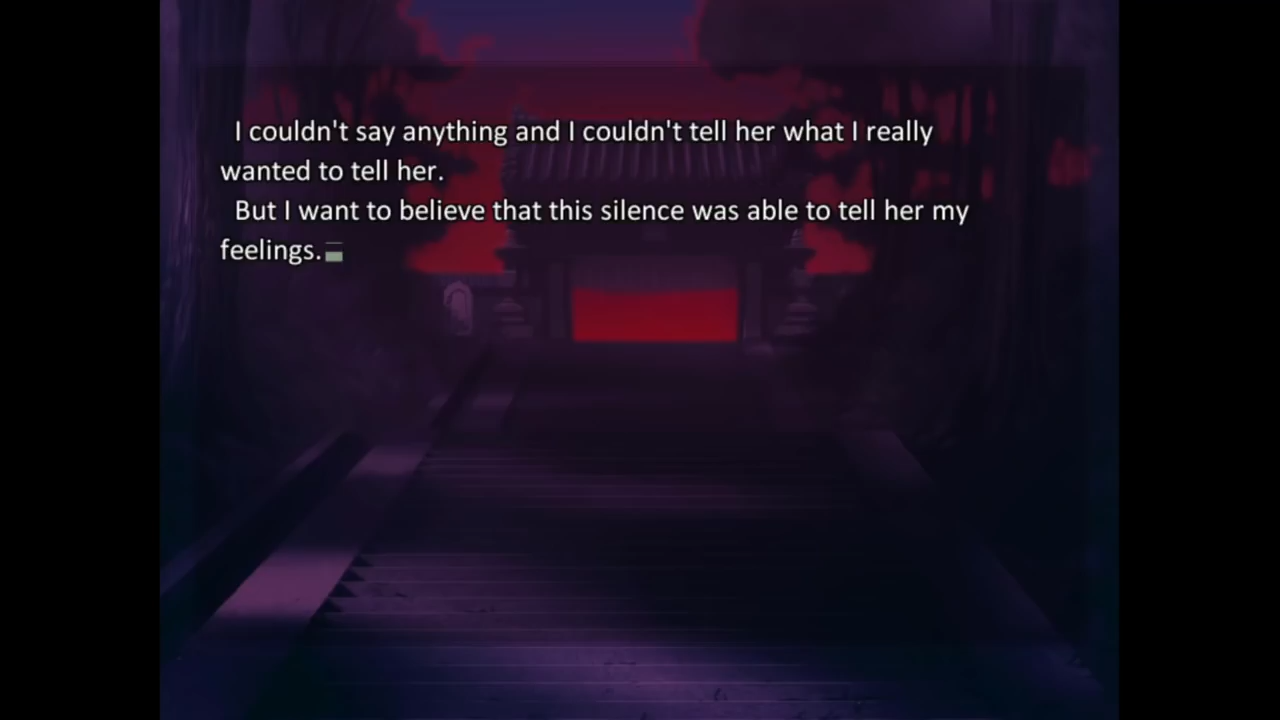 I couldn't say anything and I couldn't tell her what I really
wanted to tell her.
But I want to believe that this silence was able to tell her my
feelings.